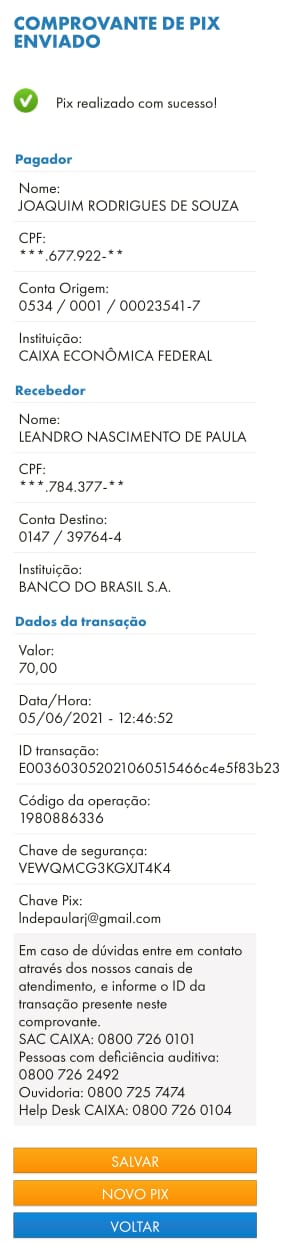 COMPROVANTE DE PIX
ENVIADO
Pix realizado com sucesso!
Pagador
Nome:
JOAQUIM RODRIGUES DE SOUZA
CPF:
***.677.922-**
Conta Origem:
0534 / 0001 / 00023541-7
Instituição:
CAIXA ECONÔMICA FEDERAL
Recebedor
Nome:
LEANDRO NASCIMENTO DE PAULA
CPF:
***.784.377-**
Conta Destino:
0147 / 39764-4
Instituição:
BANCO DO BRASIL S.A.
Dados da transação
Valor:
70,00
Data/Hora:
05/06/2021 - 12:46:52
ID transação:
E003603052021060515466c4e5f83b23
Código da operação:
1980886336
Chave de segurança:
VEWQMCG3KGXJT4K4
Chave Pix:
lndepaularj@gmail.com
Em caso de dúvidas entre em contato
através dos nossos canais de
atendimento, e informe o ID da
transação presente neste
comprovante.
SAC CAIXA: 0800 726 0101
Pessoas com deficiência auditiva:
0800 726 2492
Ouvidoria: 0800 725 7474
Help Desk CAIXA: 0800 726 0104
SALVAR
NOVO PIX
VOLTAR